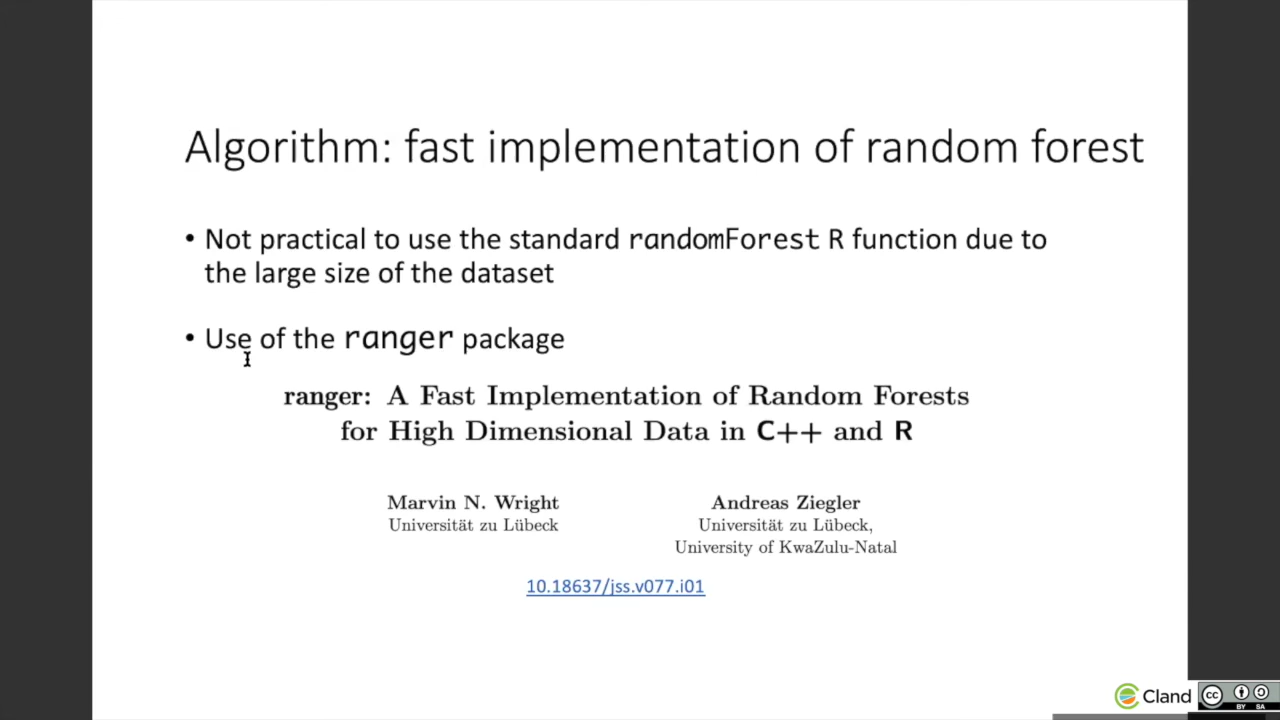 Algorithm: fast implementation of random forest
• Not practical to use the standard randomForest R function due to
the large size of the dataset
• Use of the ranger package
ranger: A Fast Implementation of Random Forests
for High Dimensional Data in C++ and R
Marvin N. Wright
Universität zu Lübeck
Andreas Ziegler
Universität zu Lübeck,
University of KwaZulu-Natal
10.18637/jss.v077.i01
Cland
cc BY SA